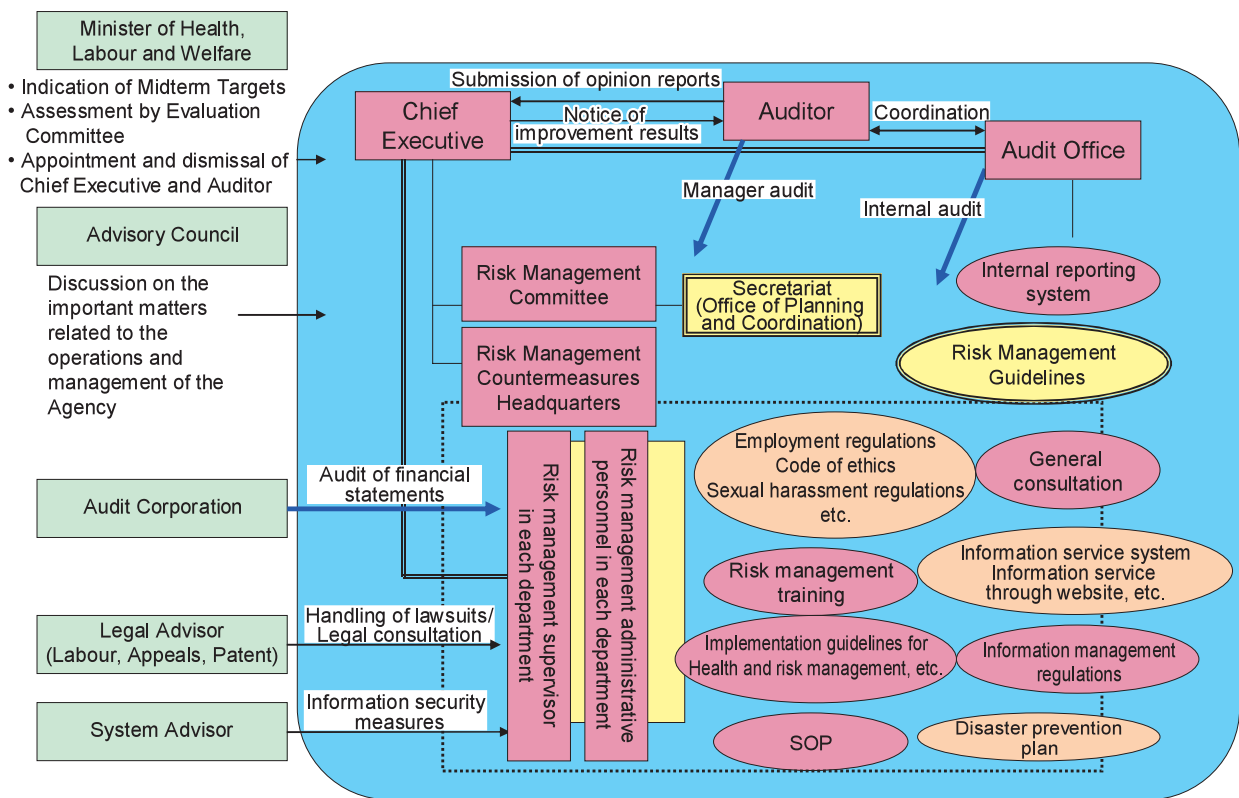 Minister of Health,
Labour and Welfare
• Indication of Midterm Targets
• Assessment by Evaluation
Committee
• Appointment and dismissal of
Chief Executive and Auditor
Advisory Council
Discussion on the
important matters
related to the
operations and
management of the
Agency
Audit Corporation
Legal Advisor
(Labour, Appeals, Patent)
System Advisor
Submission of opinion reports
Chief
Executive
Notice of
improvement results
Auditor
Coordination
Audit Office
Manager audit
Internal audit
Internal reporting
system
Risk Management
Committee
Secretariat
(Office of Planning
and Coordination)
Risk Management
Countermeasures
Headquarters
Risk Management
Guidelines
Audit of financial
statements
Handling of lawsuits/
Legal consultation
Information security
measures
Risk management supervisor
in each department
Risk management administrative
personnel in each department
Employment regulations
Code of ethics
Sexual harassment regulations
etc.
General
consultation
Risk management
training
Information service system
Information service
through website, etc.
Implementation guidelines for
Health and risk management, etc.
Information management
regulations
SOP
Disaster prevention
plan